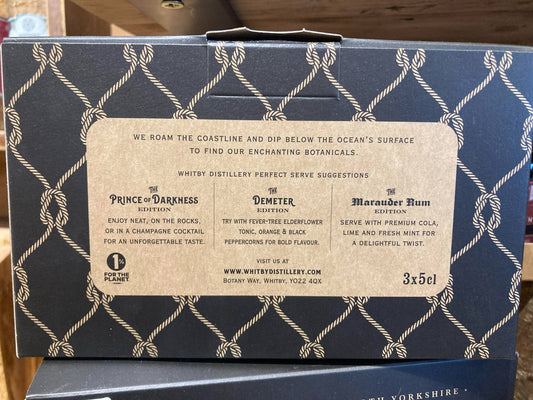 WE ROAM THE COASTLINE AND DIP BELOW THE OCEAN'S SURFACE
TO FIND OUR ENCHANTING BOTANICALS.
WHITBY DISTILLERY PERFECT SERVE SUGGESTIONS
THE
PRINCE OF DARKNESS
EDITION
ENJOY NEAT, ON THE ROCKS,
OR IN A CHAMPAGNE COCKTAIL
FOR AN UNFORGETTABLE TASTE.
THE
DEMETER
EDITION
TRY WITH FEVER-TREE ELDERFLOWER
TONIC, ORANGE & BLACK
PEPPERCORNS FOR BOLD FLAVOUR.
THE
Marauder Rum
EDITION
SERVE WITH PREMIUM COLA,
LIME AND FRESH MINT FOR
A DELIGHTFUL TWIST.
1%
FOR THE
PLANET
VISIT US AT
WWW.WHITBYDISTILLERY.COM
BOTANY WAY, WHITBY, YO22 4QX
3x5cl
YORKSHIRE